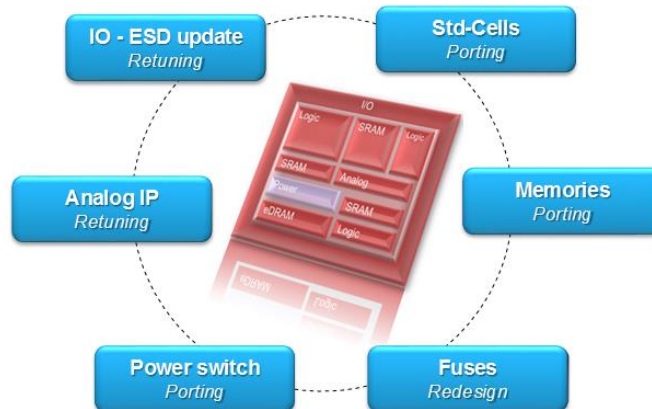 IO - ESD update
Retuning
Std-Cells
Porting
I/O
Logic
SRAM
Logic
SRAM
Analog
Power
SRAM
eDRAM
Logic
Analog IP
Retuning
Memories
Porting
Power switch
Porting
Fuses
Redesign